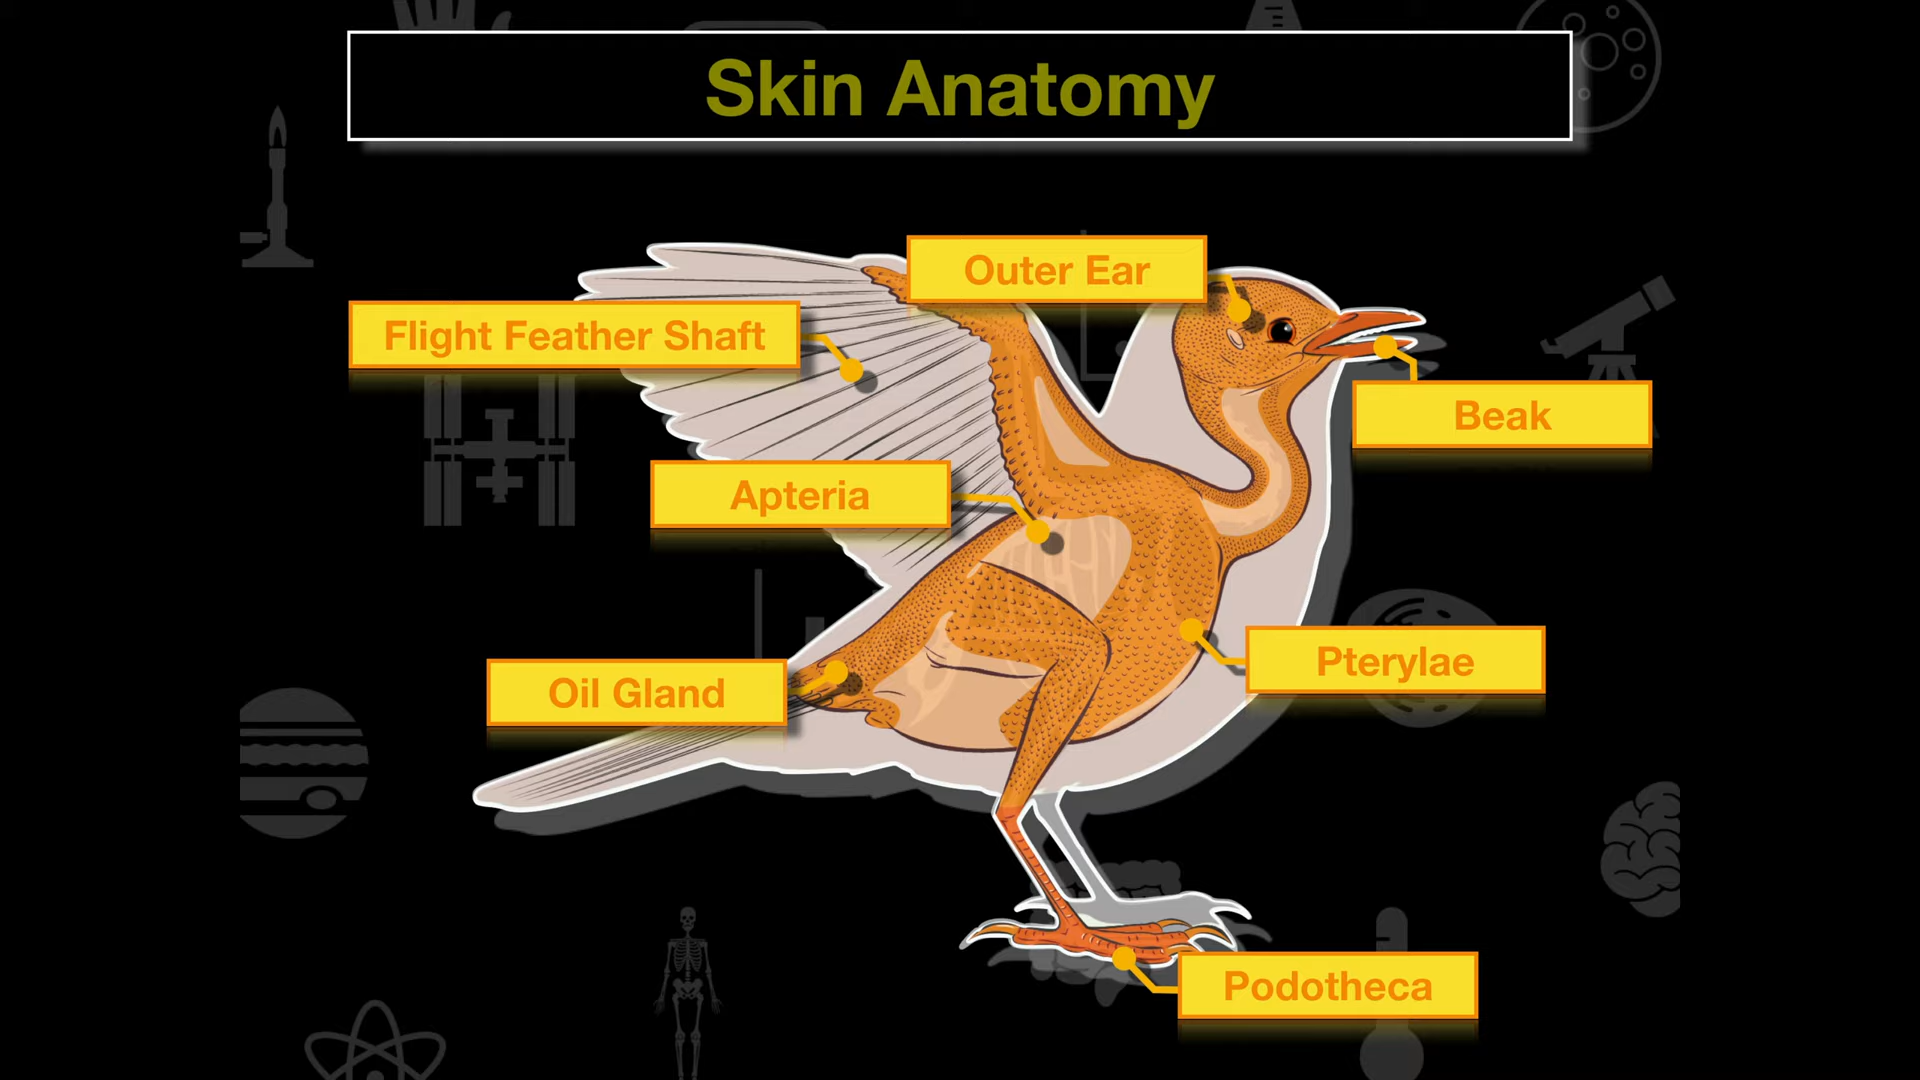 Skin Anatomy
Outer Ear
Flight Feather Shaft
Beak
Apteria
Pterylae
Oil Gland
Podotheca